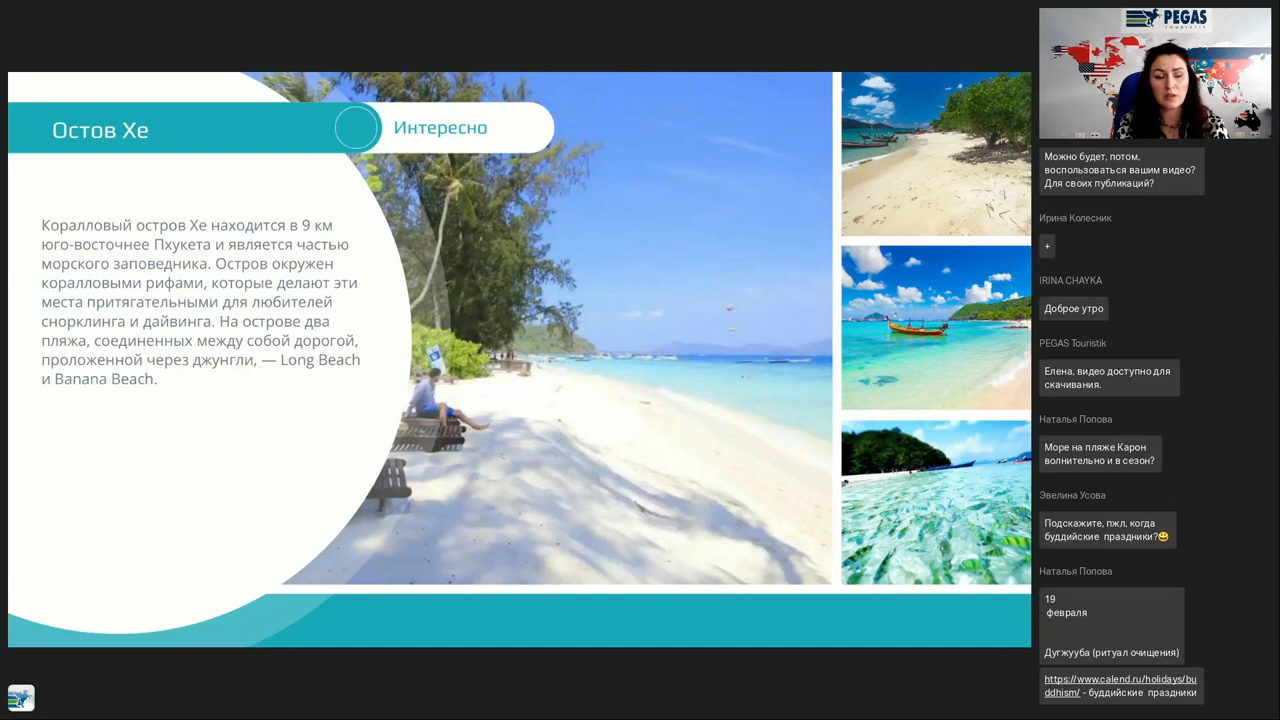 Остов Хе
Интересно
Коралловый остров Хе находится в 9 км
юго-восточнее Пхукета и является частью
морского заповедника. Остров окружен
коралловыми рифами, которые делают эти
места притягательными для любителей
снорклинга и дайвинга. На острове два
пляжа, соединенных между собой дорогой,
проложенной через джунгли, — Long Beach
и Banana Beach.
PEGAS
TOURISTIK
Можно будет, потом.
воспользоваться вашим видео?
Для своих публикаций?
Ирина Колесник
+
IRINA CHAYKA
Доброе утро
PEGAS Touristik
Елена, видео доступно для
скачивания.
Наталья Попова
Море на пляже Карон
волнительно и в сезон?
Эвелина Усова
Подскажите, пжл, когда
буддийские праздники?😃
Наталья Попова
19
февраля
Дугжууба (ритуал очищения)
https://www.calend.ru/holidays/bu
ddhism/ - буддийские праздники